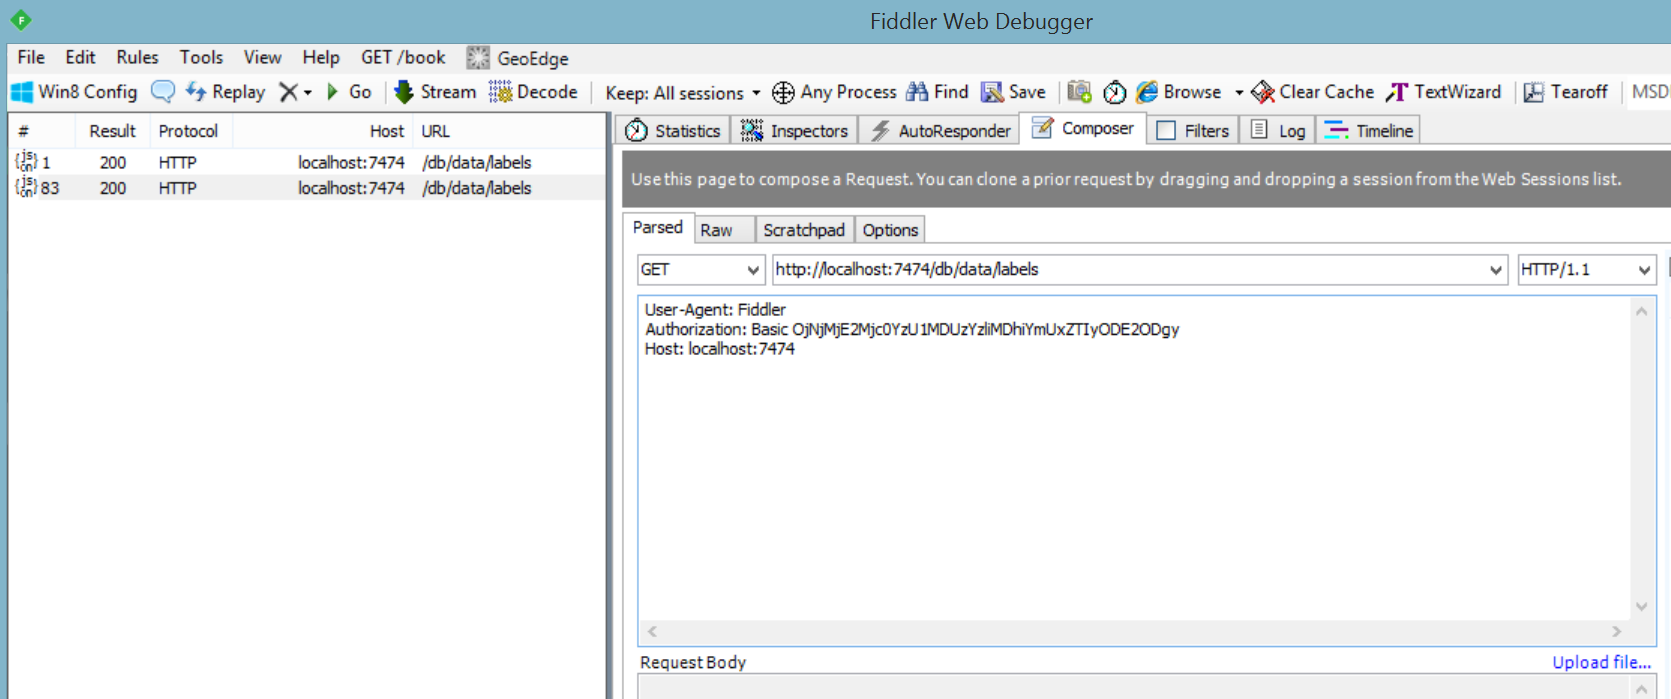 Fiddler Web Debugger
File Edit Rules Tools View Help GET /book GeoEdge
Win8 Config Replay Go Stream Decode Keep: All sessions Any Process Find Save Browse Clear Cache TextWizard Tearoff MSD
# Result Protocol Host URL
1 200 HTTP localhost:7474 /db/data/labels
83 200 HTTP localhost:7474 /db/data/labels
Statistics Inspectors AutoResponder Composer Filters Log Timeline
Use this page to compose a Request. You can clone a prior request by dragging and dropping a session from the Web Sessions list.
Parsed Raw Scratchpad Options
GET http://localhost:7474/db/data/labels HTTP/1.1
User-Agent: Fiddler
Authorization: Basic OjNjMjE2Mjc0YzU1MDUzYzliMDhiYmUxZTIyODE2ODgy
Host: localhost:7474
Request Body Upload file...